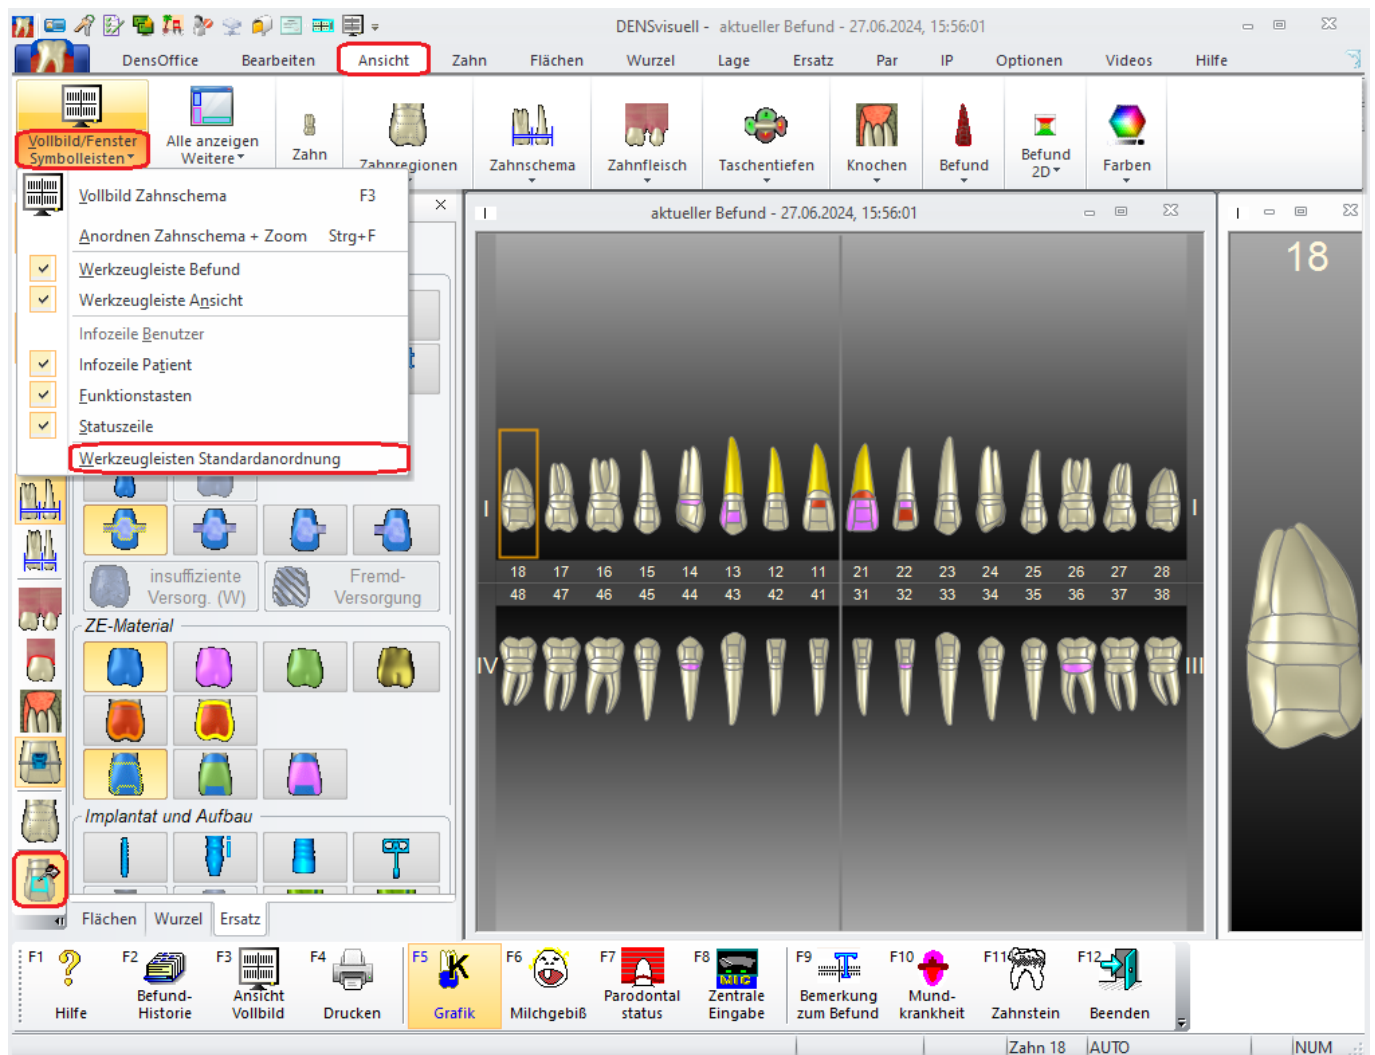 DENSvisuell - aktueller Befund - 27.06.2024, 15:56:01
DensOffice Bearbeiten Ansicht Zahn Flächen Wurzel Lage Ersatz Par IP Optionen Videos Hilfe
Vollbild/Fenster
Symbolleisten
Alle anzeigen
Weitere
Zahn
Zahnregionen
Zahnschema
Zahnfleisch
Taschentiefen
Knochen
Befund
Befund
2D
Farben
Vollbild Zahnschema F3
Anordnen Zahnschema + Zoom Strg+F
Werkzeugleiste Befund
Werkzeugleiste Ansicht
Infozeile Benutzer
Infozeile Patient
Funktionstasten
Statuszeile
Werkzeugleisten Standardanordnung
insuffiziente
Versorg. (W)
Fremd-
Versorgung
ZE-Material
Implantat und Aufbau
i
Flächen Wurzel Ersatz
I aktueller Befund - 27.06.2024, 15:56:01
I I
18 17 16 15 14 13 12 11 21 22 23 24 25 26 27 28
48 47 46 45 44 43 42 41 31 32 33 34 35 36 37 38
IV III
I
18
F1 Hilfe
F2 Befund-
Historie
F3 Ansicht
Vollbild
F4 Drucken
F5 K Grafik
F6 Milchgebiß
F7 Parodontal
status
F8 MIC Zentrale
Eingabe
F9 Bemerkung
zum Befund
F10 Mund-
krankheit
F11 Zahnstein
F12 Beenden
Zahn 18 AUTO NUM